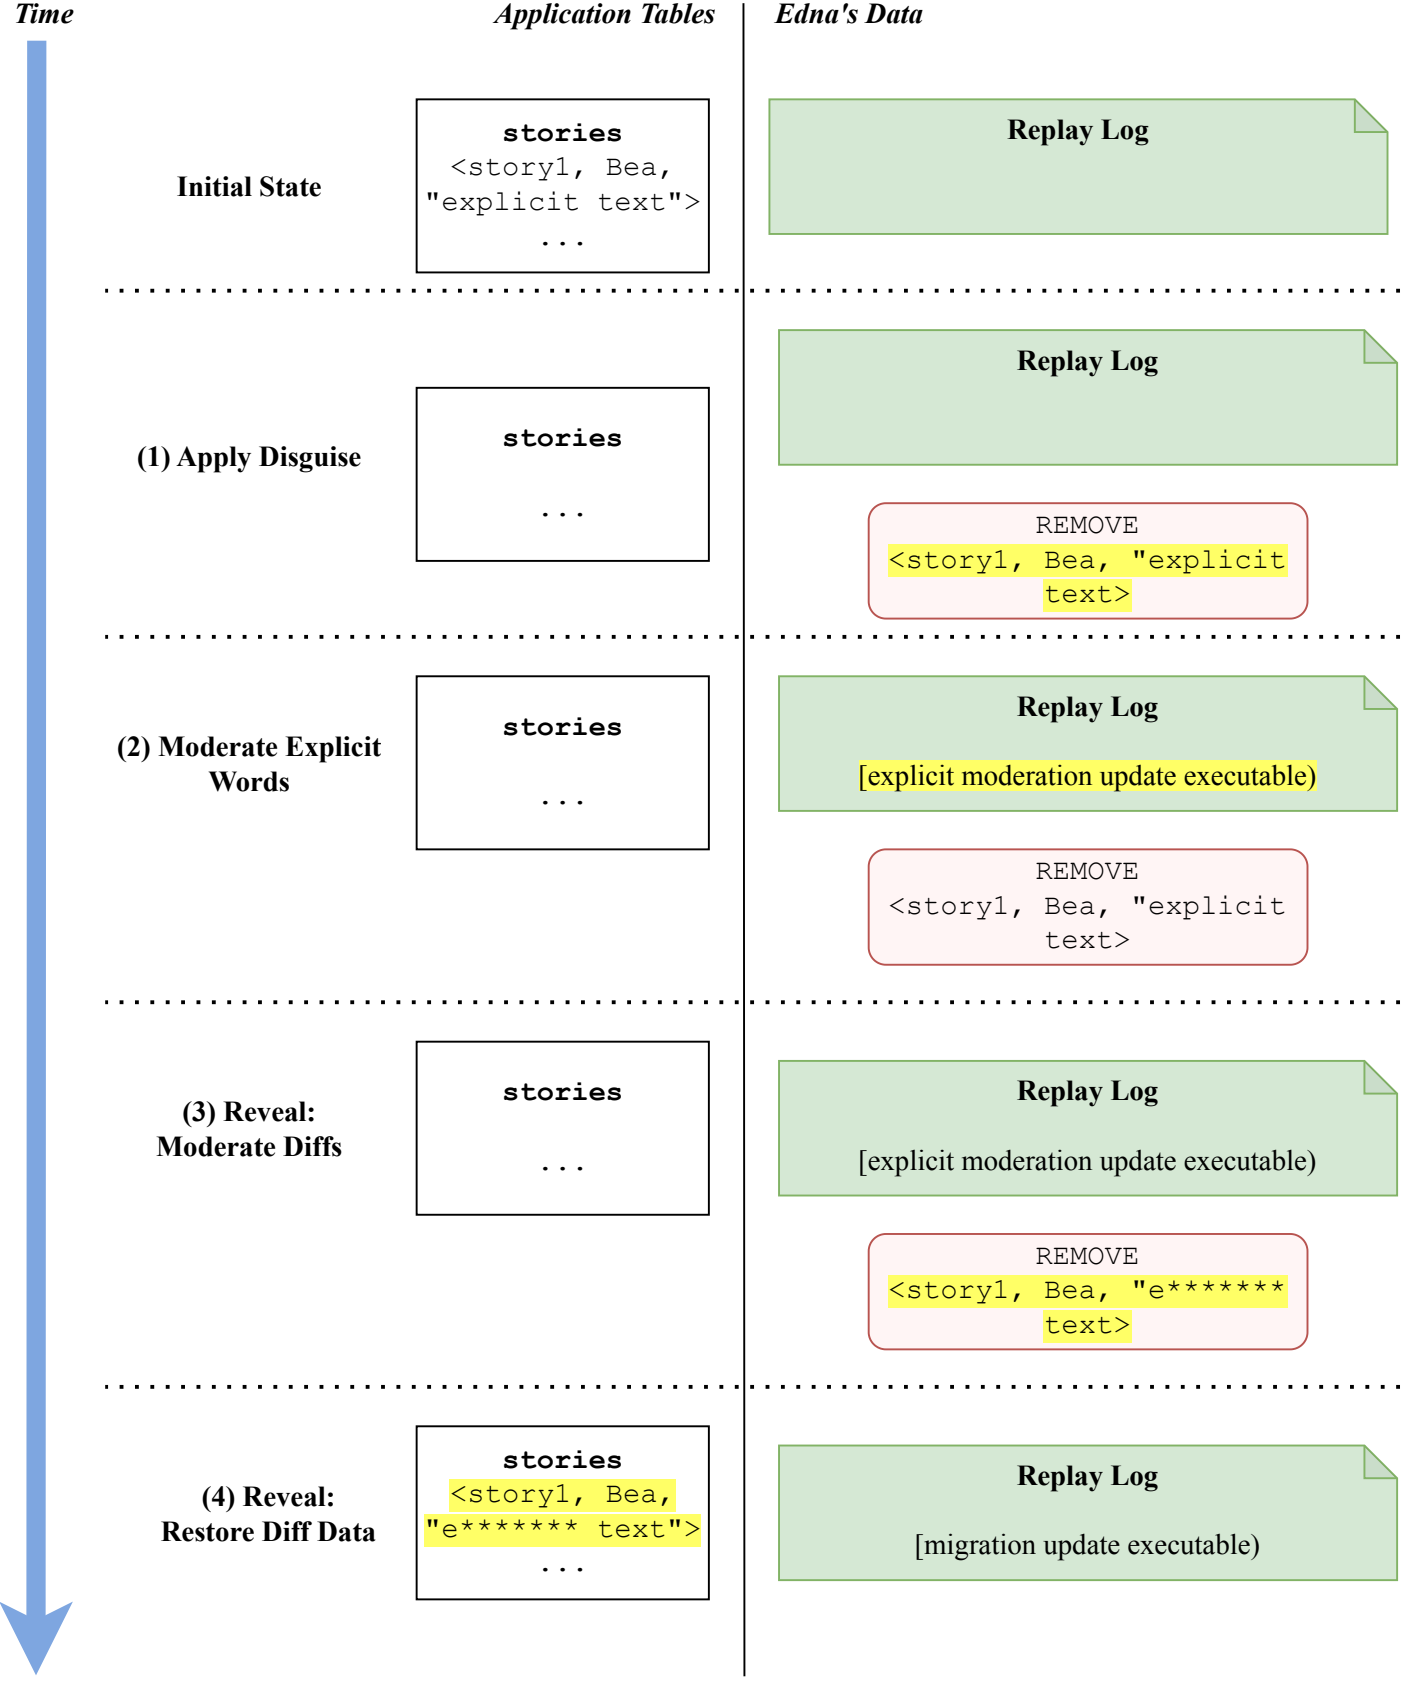 Time
Application Tables
Edna's Data
Initial State
stories
<story1, Bea,
"explicit text">
...
Replay Log
(1) Apply Disguise
stories
...
Replay Log
REMOVE
<story1, Bea, "explicit
text>
(2) Moderate Explicit
Words
stories
...
Replay Log
[explicit moderation update executable)
REMOVE
<story1, Bea, "explicit
text>
(3) Reveal:
Moderate Diffs
stories
...
Replay Log
[explicit moderation update executable)
REMOVE
<story1, Bea, "e*******
text>
(4) Reveal:
Restore Diff Data
stories
<story1, Bea,
"e******* text">
...
Replay Log
[migration update executable)